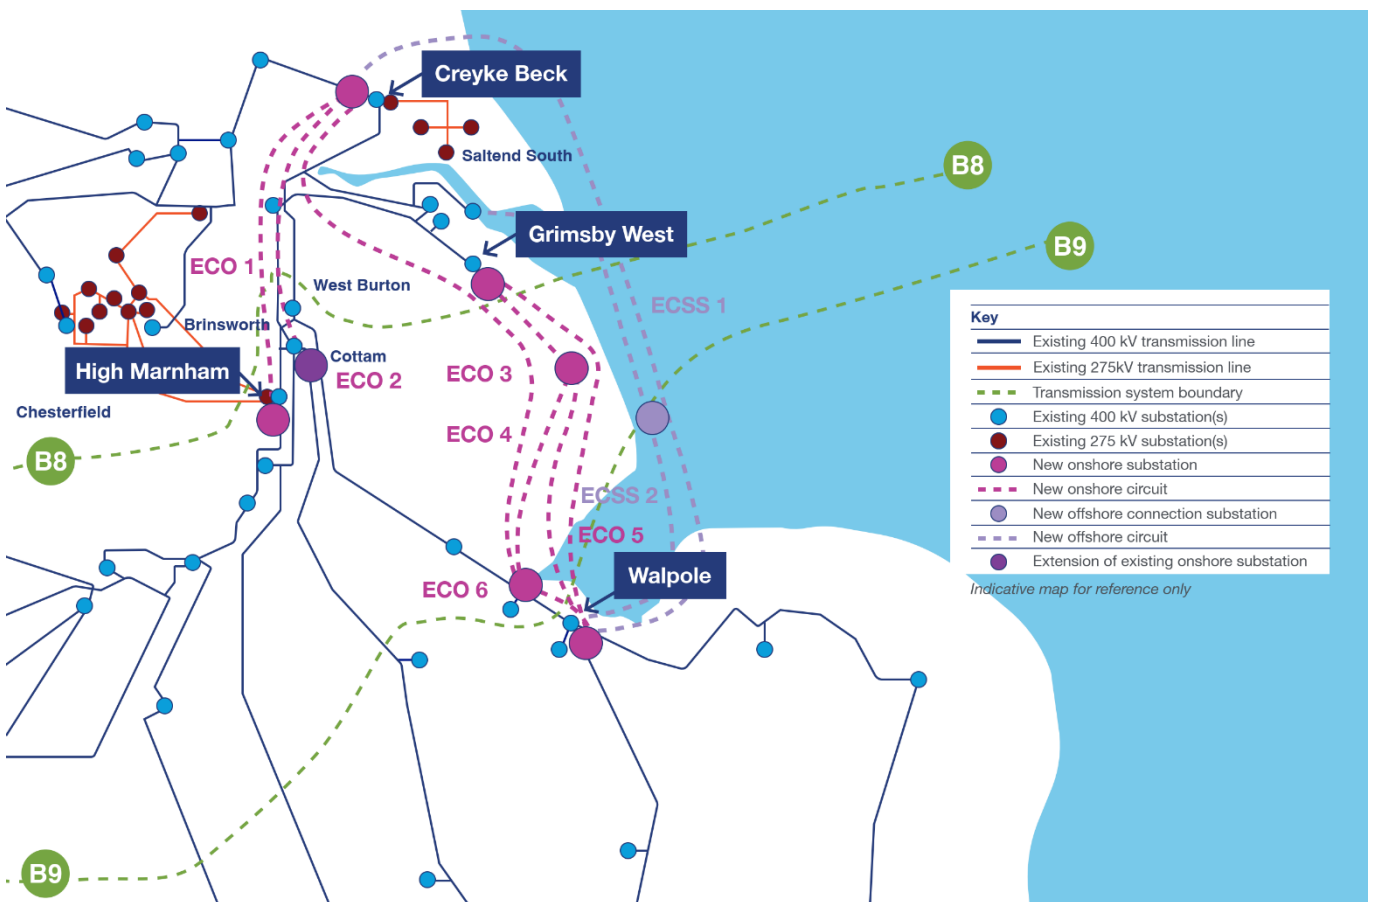 Creyke Beck
Saltend South
B8
Grimsby West
B9
ECO 1
West Burton
ECSS 1
Brinsworth
Cottam
High Marnham
ECO 2
ECO 3
Chesterfield
ECO 4
B8
ECSS 2
ECO 5
Walpole
ECO 6
B9
Key
Existing 400 kV transmission line
Existing 275kV transmission line
Transmission system boundary
Existing 400 kV substation(s)
Existing 275 kV substation(s)
New onshore substation
New onshore circuit
New offshore connection substation
New offshore circuit
Extension of existing onshore substation
Indicative map for reference only